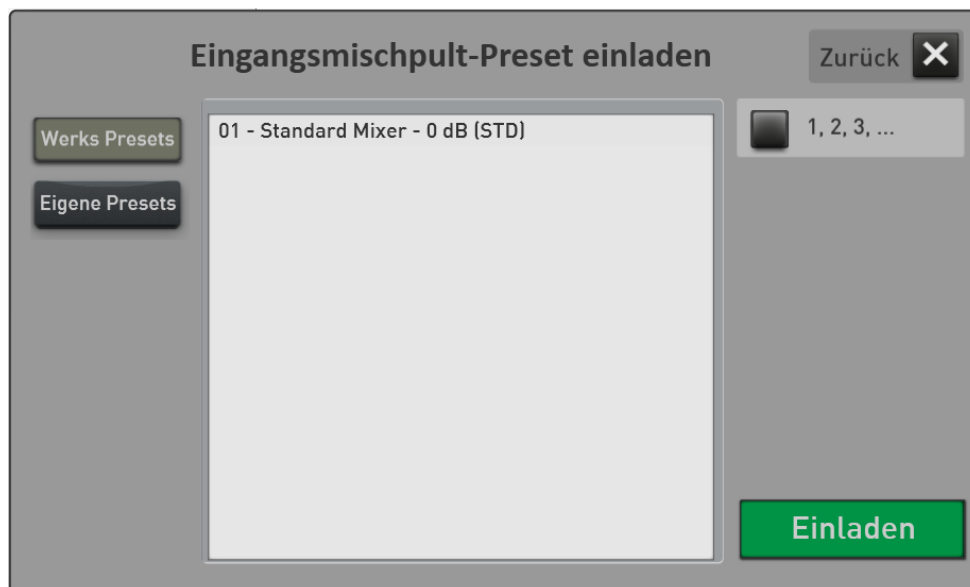 Eingangsmischpult-Preset einladen
Zurück
Werks Presets
Eigene Presets
01 - Standard Mixer - 0 dB (STD)
1, 2, 3, ...
Einladen